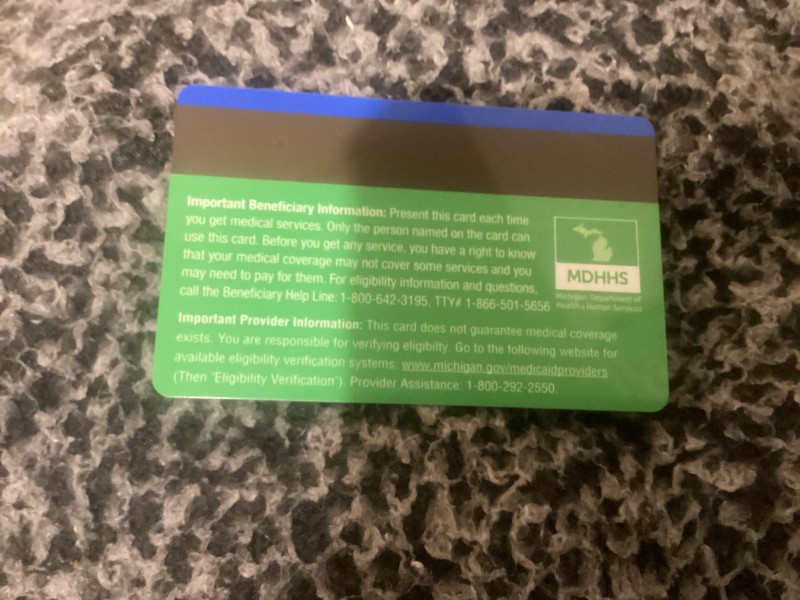 Important Beneficiary Information: Present this card each time
you get medical services. Only the person named on the card can
use this card. Before you get any service, you have a right to know
that your medical coverage may not cover some services and you
may need to pay for them. For eligibility information and questions,
call the Beneficiary Help Line: 1-800-642-3195, TTY# 1-866-501-5656
MDHHS
Michigan Department of
Health & Human Services
Important Provider Information: This card does not guarantee medical coverage
exists. You are responsible for verifying eligibilty. Go to the following website for
available eligibility verification systems: www.michigan.gov/medicaidproviders
(Then "Eligibility Verification"). Provider Assistance: 1-800-292-2550.